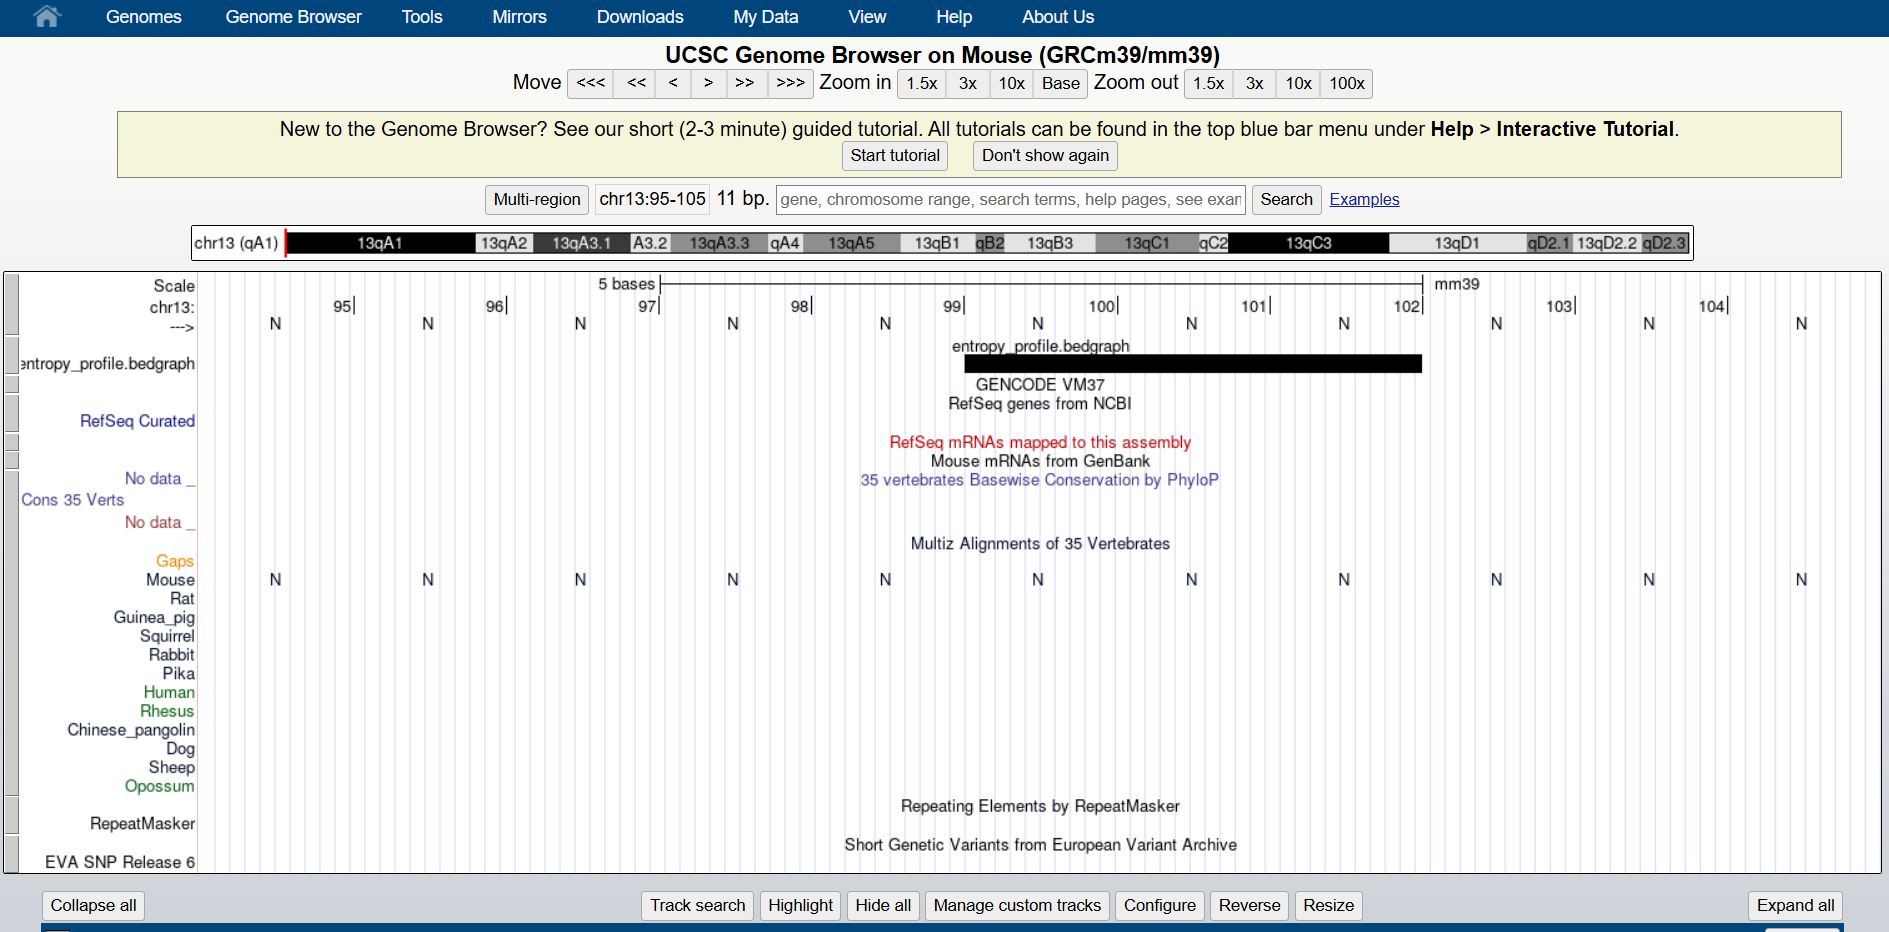 Genomes Genome Browser Tools Mirrors Downloads My Data View Help About Us
UCSC Genome Browser on Mouse (GRCm39/mm39)
Move <<< << < > >> >>> Zoom in 1.5x 3x 10x Base Zoom out 1.5x 3x 10x 100x
New to the Genome Browser? See our short (2-3 minute) guided tutorial. All tutorials can be found in the top blue bar menu under Help > Interactive Tutorial.
Start tutorial Don't show again
Multi-region chr13:95-105 11 bp. gene, chromosome range, search terms, help pages, see exar Search Examples
chr13 (qA1) 13qA1 13qA2 13qA3.1 A3.2 13qA3.3 qA4 13qA5 13qB1 qB2 13qB3 13qC1 qC2 13qC3 13qD1 qD2.1 13qD2.2 qD2.3
Scale 5 bases mm39
chr13: 95 96 97 98 99 100 101 102 103 104
---> N N N N N N N N N N N
entropy_profile.bedgraph
entropy_profile.bedgraph
GENCODE VM37
RefSeq genes from NCBI
RefSeq Curated
RefSeq mRNAs mapped to this assembly
Mouse mRNAs from GenBank
No data _ 35 vertebrates Basewise Conservation by PhyloP
Cons 35 Verts
No data _
Multiz Alignments of 35 Vertebrates
Gaps
Mouse N N N N N N N N N N N
Rat
Guinea_pig
Squirrel
Rabbit
Pika
Human
Rhesus
Chinese_pangolin
Dog
Sheep
Opossum
Repeating Elements by RepeatMasker
RepeatMasker
Short Genetic Variants from European Variant Archive
EVA SNP Release 6
Collapse all Track search Highlight Hide all Manage custom tracks Configure Reverse Resize Expand all